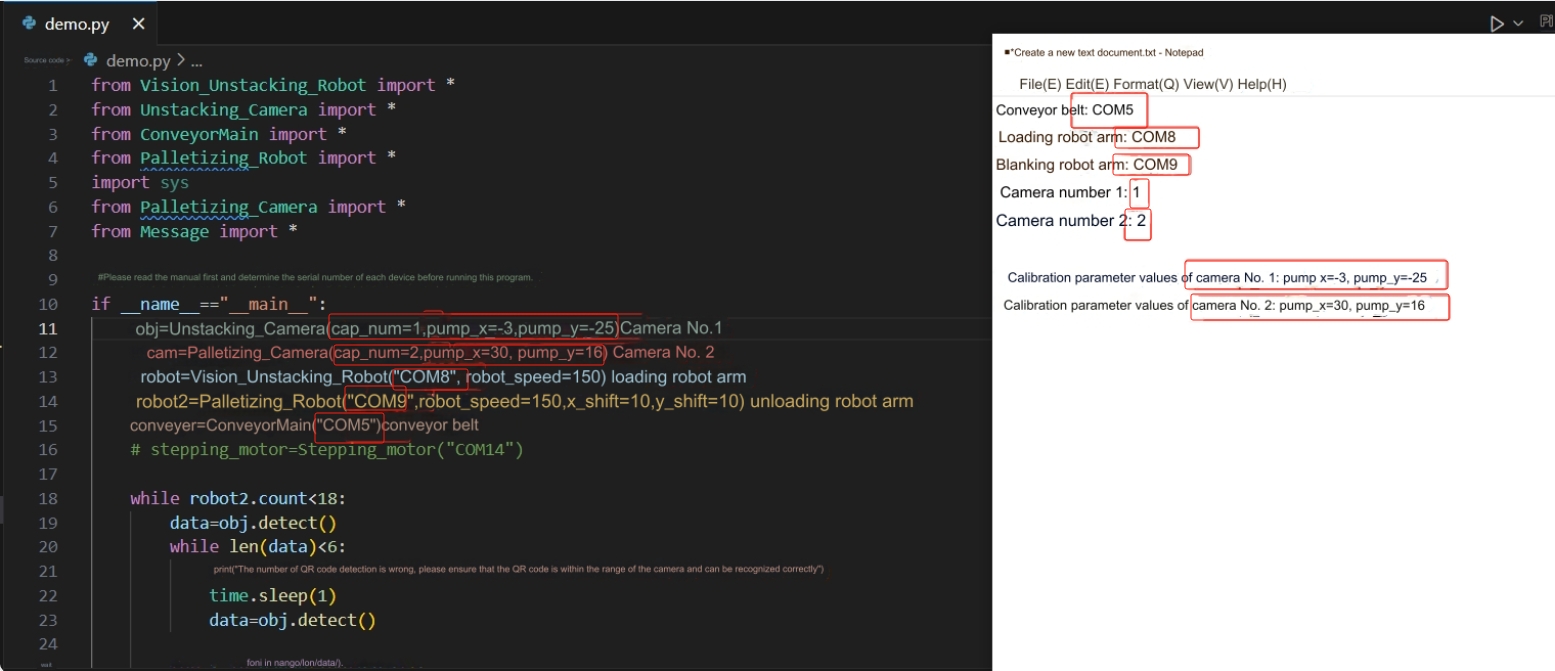 demo.py ×
Source code > demo.py > ...
1 from Vision_Unstacking_Robot import *
2 from Unstacking_Camera import *
3 from ConveyorMain import *
4 from Palletizing_Robot import *
5 import sys
6 from Palletizing_Camera import *
7 from Message import *
8
9 #Please read the manual first and determine the serial number of each device before running this program.
10 if __name__=="__main__":
11 obj=Unstacking_Camera(cap_num=1,pump_x=-3,pump_y=-25)Camera No.1
12 cam=Palletizing_Camera(cap_num=2,pump_x=30, pump_y=16) Camera No. 2
13 robot=Vision_Unstacking_Robot("COM8", robot_speed=150) loading robot arm
14 robot2=Palletizing_Robot("COM9",robot_speed=150,x_shift=10,y_shift=10) unloading robot arm
15 conveyer=ConveyorMain("COM5")conveyor belt
16 # stepping_motor=Stepping_motor("COM14")
17
18 while robot2.count<18:
19 data=obj.detect()
20 while len(data)<6:
21 print("The number of QR code detection is wrong, please ensure that the QR code is within the range of the camera and can be recognized correctly")
22 time.sleep(1)
23 data=obj.detect()
24
foni in nango/lon/data/).
■*Create a new text document.txt - Notepad
File(E) Edit(E) Format(Q) View(V) Help(H)
Conveyor belt: COM5
Loading robot arm: COM8
Blanking robot arm: COM9
Camera number 1: 1
Camera number 2: 2
Calibration parameter values of camera No. 1: pump x=-3, pump_y=-25
Calibration parameter values of camera No. 2: pump_x=30, pump_y=16